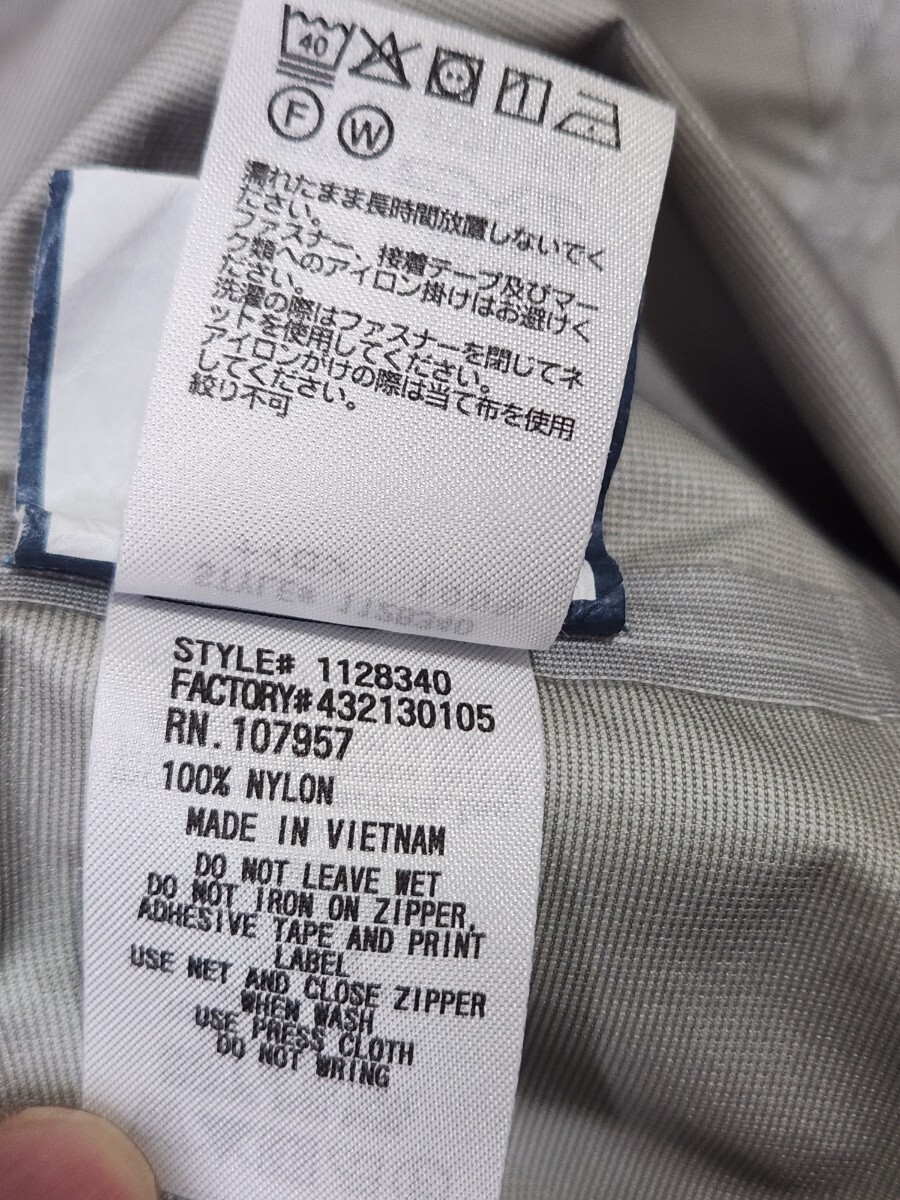 40
F W
濡れたまま長時間放置しないでく
ださい。
ファスナー、接着テープ及びマー
ク類へのアイロン掛けはお避けく
ださい。
洗濯の際はファスナーを閉じてネ
ットを使用してください。
アイロンがけの際は当て布を使用
してください。
絞り不可
STYLE# 1128340
FACTORY#432130105
RN.107957
100% NYLON
MADE IN VIETNAM
DO NOT LEAVE WET
DO NOT IRON ON ZIPPER,
ADHESIVE TAPE AND PRINT
LABEL
USE NET AND CLOSE ZIPPER
WHEN WASH
USE PRESS CLOTH
DO NOT WRING